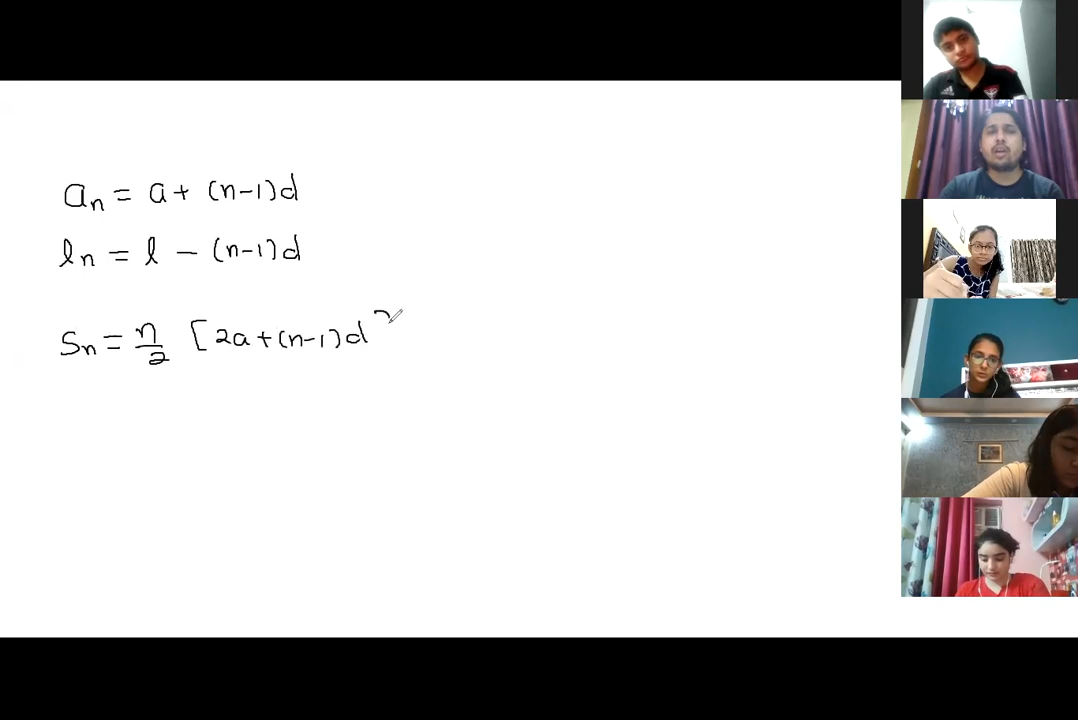 an = a + (n-1)d
ln = l - (n-1)d
Sn = n/2 [2a + (n-1)d